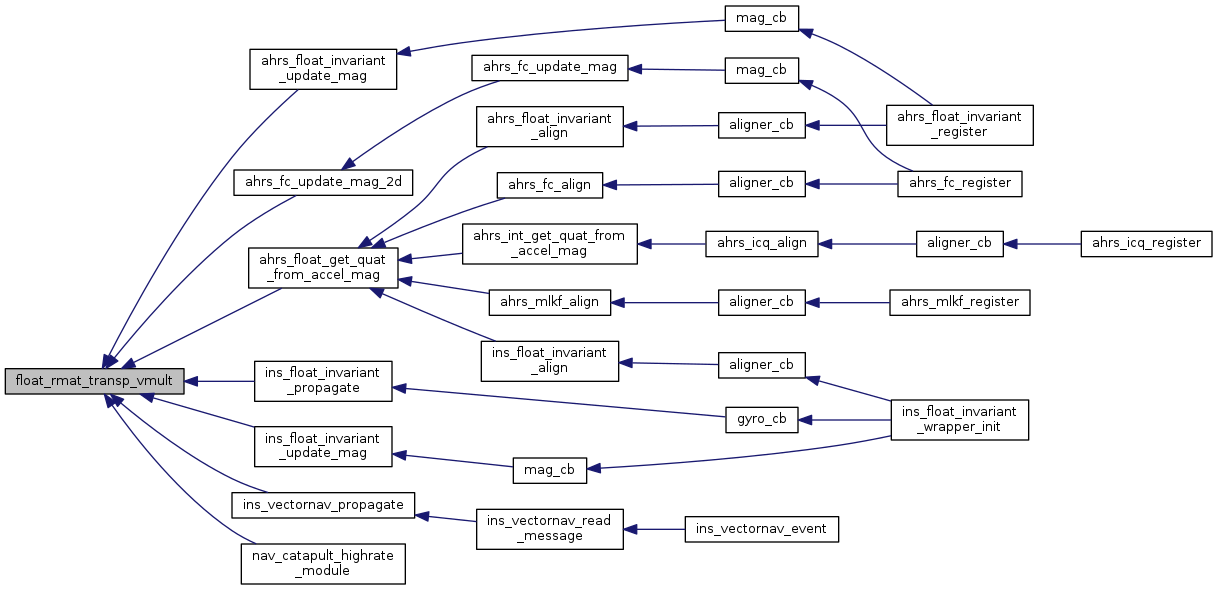 mag_cb
ahrs_float_invariant
_update_mag
ahrs_fc_update_mag
mag_cb
ahrs_float_invariant
_align
aligner_cb
ahrs_float_invariant
_register
ahrs_fc_update_mag_2d
ahrs_fc_align
aligner_cb
ahrs_fc_register
ahrs_float_get_quat
_from_accel_mag
ahrs_int_get_quat_from
_accel_mag
ahrs_icq_align
aligner_cb
ahrs_icq_register
ahrs_mlkf_align
aligner_cb
ahrs_mlkf_register
ins_float_invariant
_align
aligner_cb
float_rmat_transp_vmult
ins_float_invariant
_propagate
gyro_cb
ins_float_invariant
_wrapper_init
ins_float_invariant
_update_mag
mag_cb
ins_vectornav_propagate
ins_vectornav_read
_message
ins_vectornav_event
nav_catapult_highrate
_module